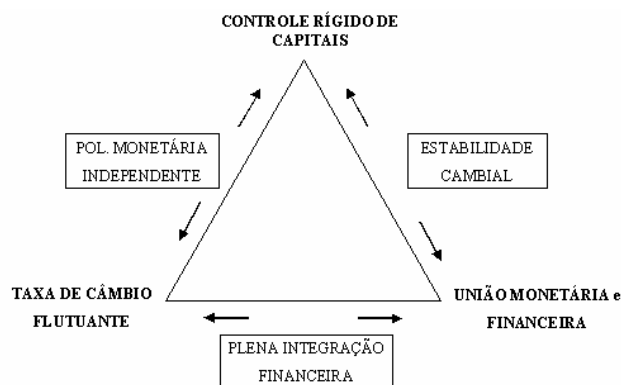 CONTROLE RÍGIDO DE
CAPITAIS
POL. MONETÁRIA
INDEPENDENTE
ESTABILIDADE
CAMBIAL
TAXA DE CÂMBIO
FLUTUANTE
UNIÃO MONETÁRIA e
FINANCEIRA
PLENA INTEGRAÇÃO
FINANCEIRA